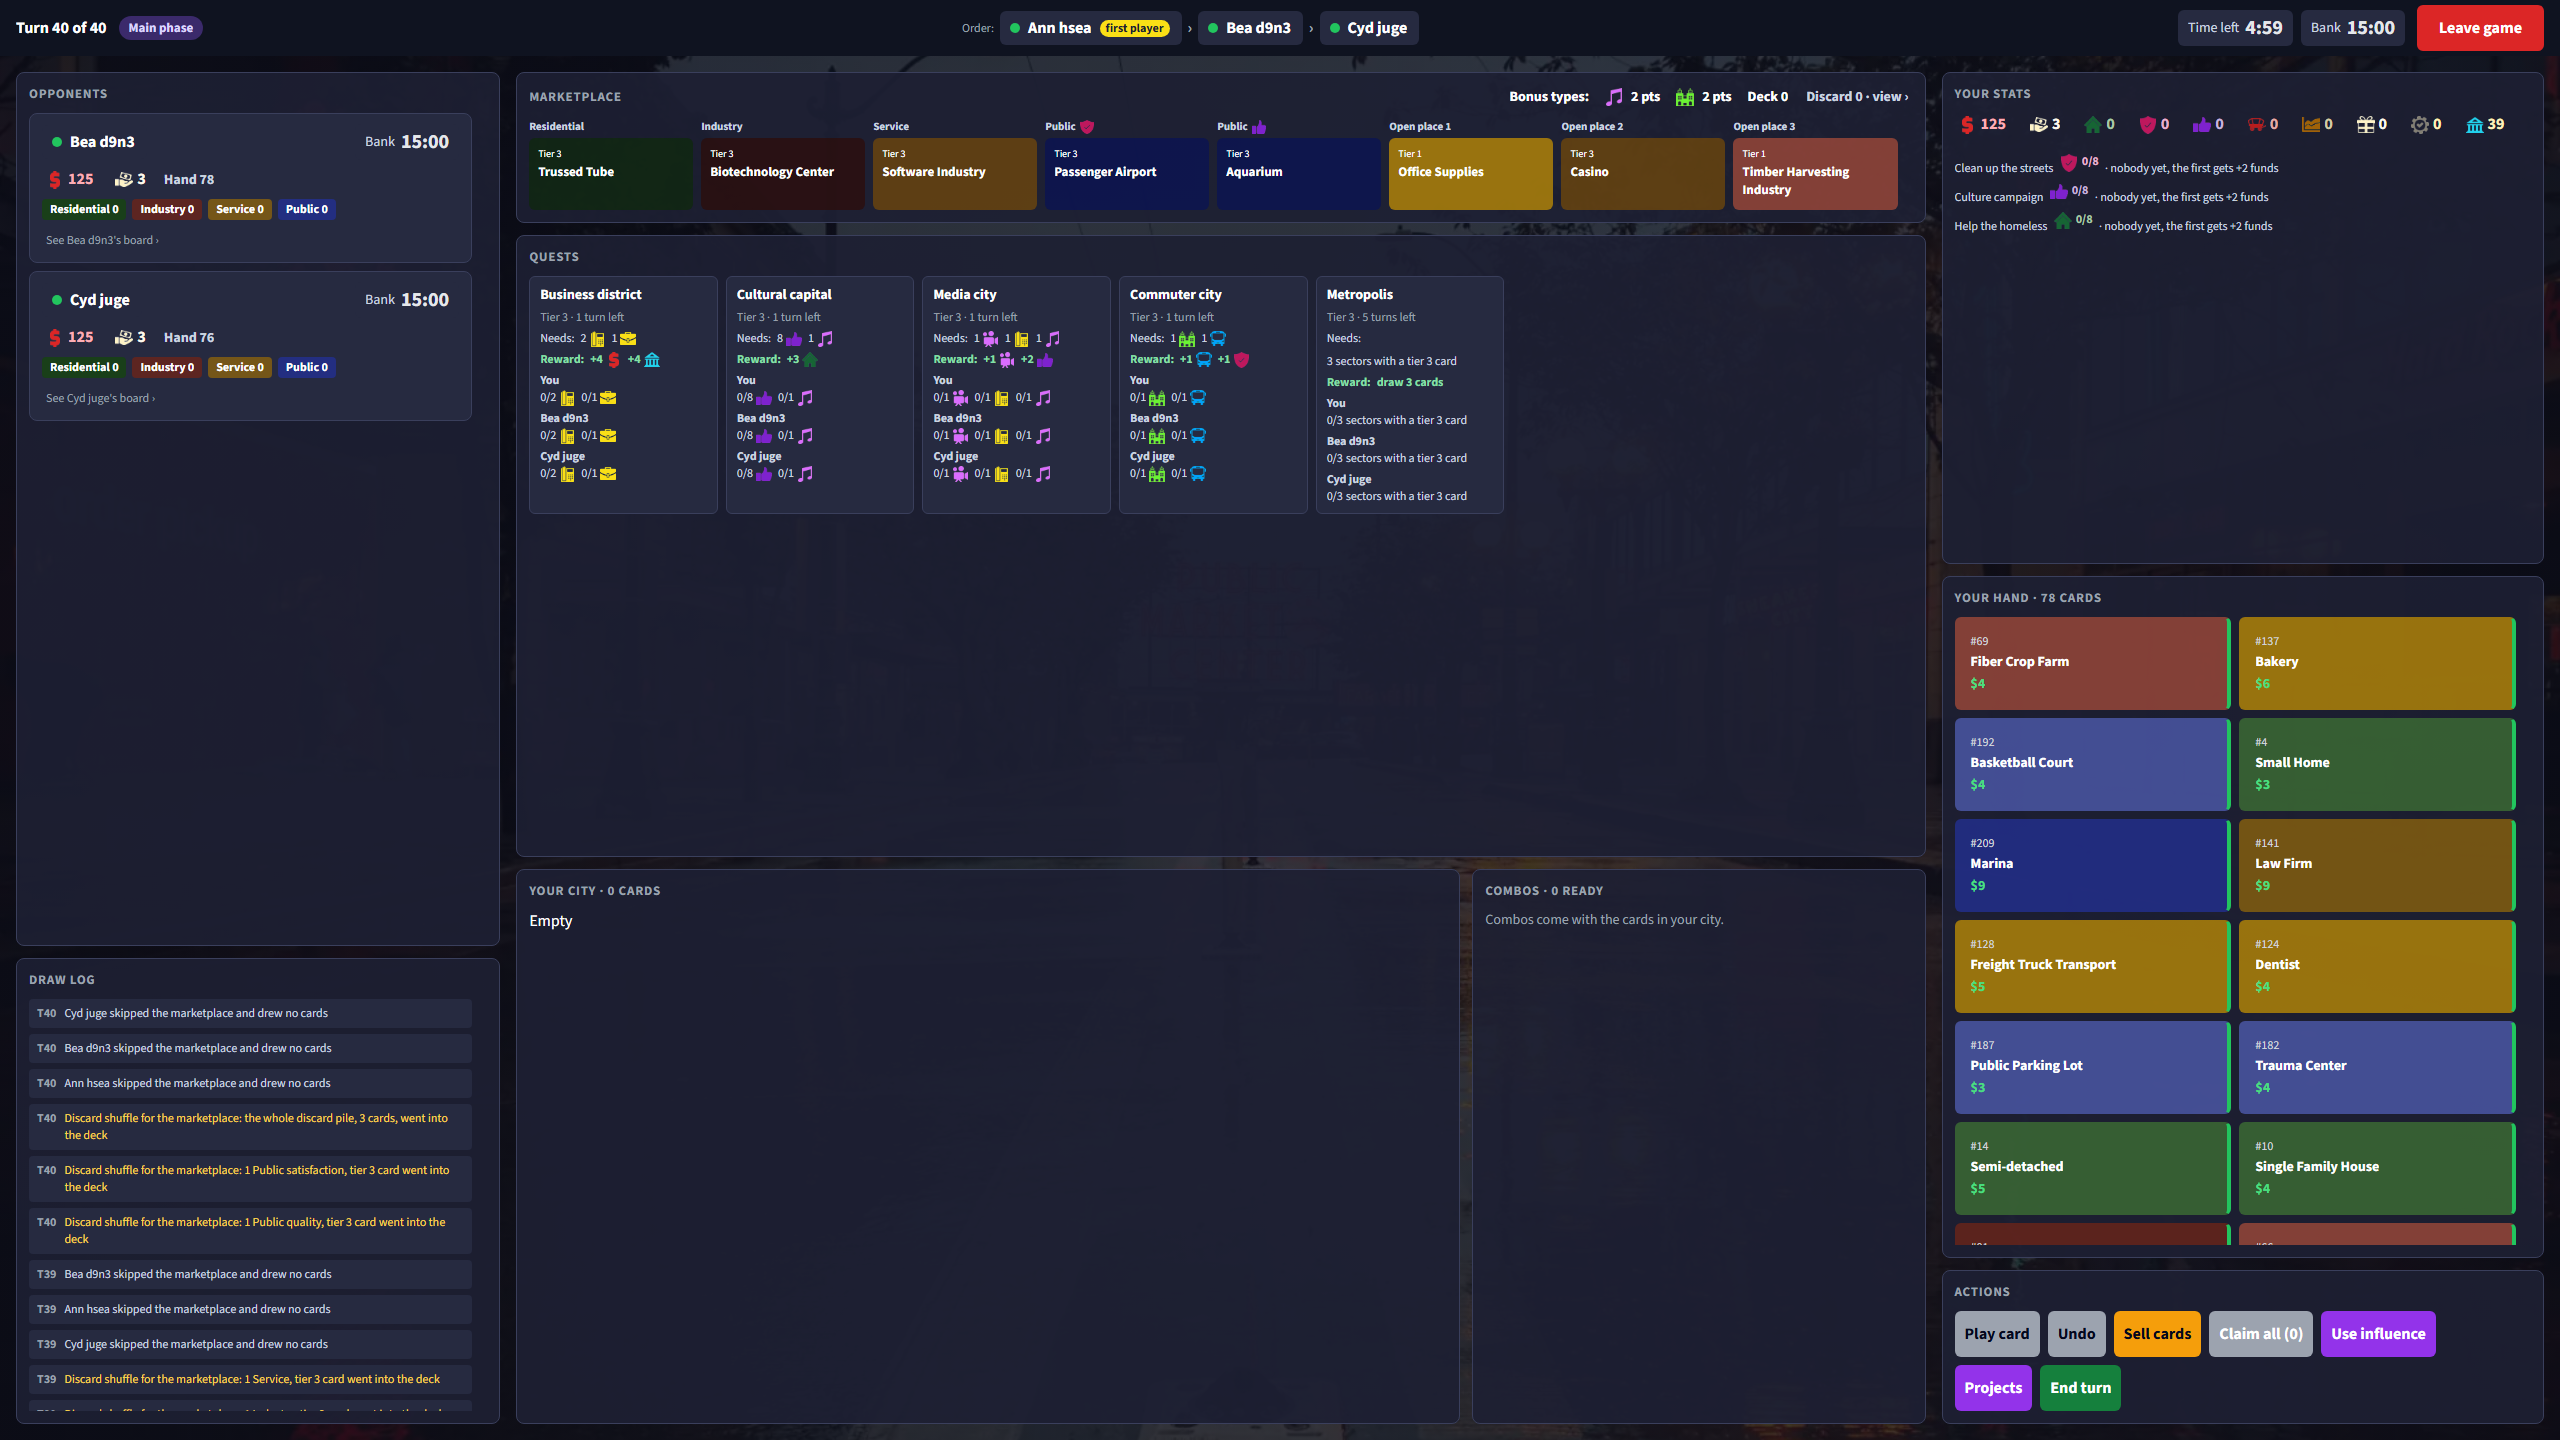 Turn 40 of 40 Main phase
Order: Ann hsea first player › Bea d9n3 › Cyd juge
Time left 4:59 Bank 15:00 Leave game
OPPONENTS
Bea d9n3 Bank 15:00
125 3 Hand 78
Residential 0 Industry 0 Service 0 Public 0
See Bea d9n3's board ›
Cyd juge Bank 15:00
125 3 Hand 76
Residential 0 Industry 0 Service 0 Public 0
See Cyd juge's board ›
DRAW LOG
T40 Cyd juge skipped the marketplace and drew no cards
T40 Bea d9n3 skipped the marketplace and drew no cards
T40 Ann hsea skipped the marketplace and drew no cards
T40 Discard shuffle for the marketplace: the whole discard pile, 3 cards, went into
the deck
T40 Discard shuffle for the marketplace: 1 Public satisfaction, tier 3 card went into
the deck
T40 Discard shuffle for the marketplace: 1 Public quality, tier 3 card went into the
deck
T39 Bea d9n3 skipped the marketplace and drew no cards
T39 Ann hsea skipped the marketplace and drew no cards
T39 Cyd juge skipped the marketplace and drew no cards
T39 Discard shuffle for the marketplace: 1 Service, tier 3 card went into the deck
MARKETPLACE
Bonus types: 2 pts 2 pts Deck 0 Discard 0 · view ›
Residential Industry Service Public Public Open place 1 Open place 2 Open place 3
Tier 3 Tier 3 Tier 3 Tier 3 Tier 3 Tier 1 Tier 3 Tier 1
Trussed Tube Biotechnology Center Software Industry Passenger Airport Aquarium Office Supplies Casino Timber Harvesting
Industry
QUESTS
Business district
Tier 3 · 1 turn left
Needs: 2 1
Reward: +4 +4
You
0/2 0/1
Bea d9n3
0/2 0/1
Cyd juge
0/2 0/1
Cultural capital
Tier 3 · 1 turn left
Needs: 8 1
Reward: +3
You
0/8 0/1
Bea d9n3
0/8 0/1
Cyd juge
0/8 0/1
Media city
Tier 3 · 1 turn left
Needs: 1 1 1
Reward: +1 +2
You
0/1 0/1 0/1
Bea d9n3
0/1 0/1 0/1
Cyd juge
0/1 0/1 0/1
Commuter city
Tier 3 · 1 turn left
Needs: 1 1
Reward: +1 +1
You
0/1 0/1
Bea d9n3
0/1 0/1
Cyd juge
0/1 0/1
Metropolis
Tier 3 · 5 turns left
Needs:
3 sectors with a tier 3 card
Reward: draw 3 cards
You
0/3 sectors with a tier 3 card
Bea d9n3
0/3 sectors with a tier 3 card
Cyd juge
0/3 sectors with a tier 3 card
YOUR CITY · 0 CARDS
Empty
COMBOS · 0 READY
Combos come with the cards in your city.
YOUR STATS
125 3 0 0 0 0 0 0 0 39
Clean up the streets 0/8 · nobody yet, the first gets +2 funds
Culture campaign 0/8 · nobody yet, the first gets +2 funds
Help the homeless 0/8 · nobody yet, the first gets +2 funds
YOUR HAND · 78 CARDS
#69
Fiber Crop Farm
$4
#137
Bakery
$6
#192
Basketball Court
$4
#4
Small Home
$3
#209
Marina
$9
#141
Law Firm
$9
#128
Freight Truck Transport
$5
#124
Dentist
$4
#187
Public Parking Lot
$3
#182
Trauma Center
$4
#14
Semi-detached
$5
#10
Single Family House
$4
ACTIONS
Play card Undo Sell cards Claim all (0) Use influence
Projects End turn